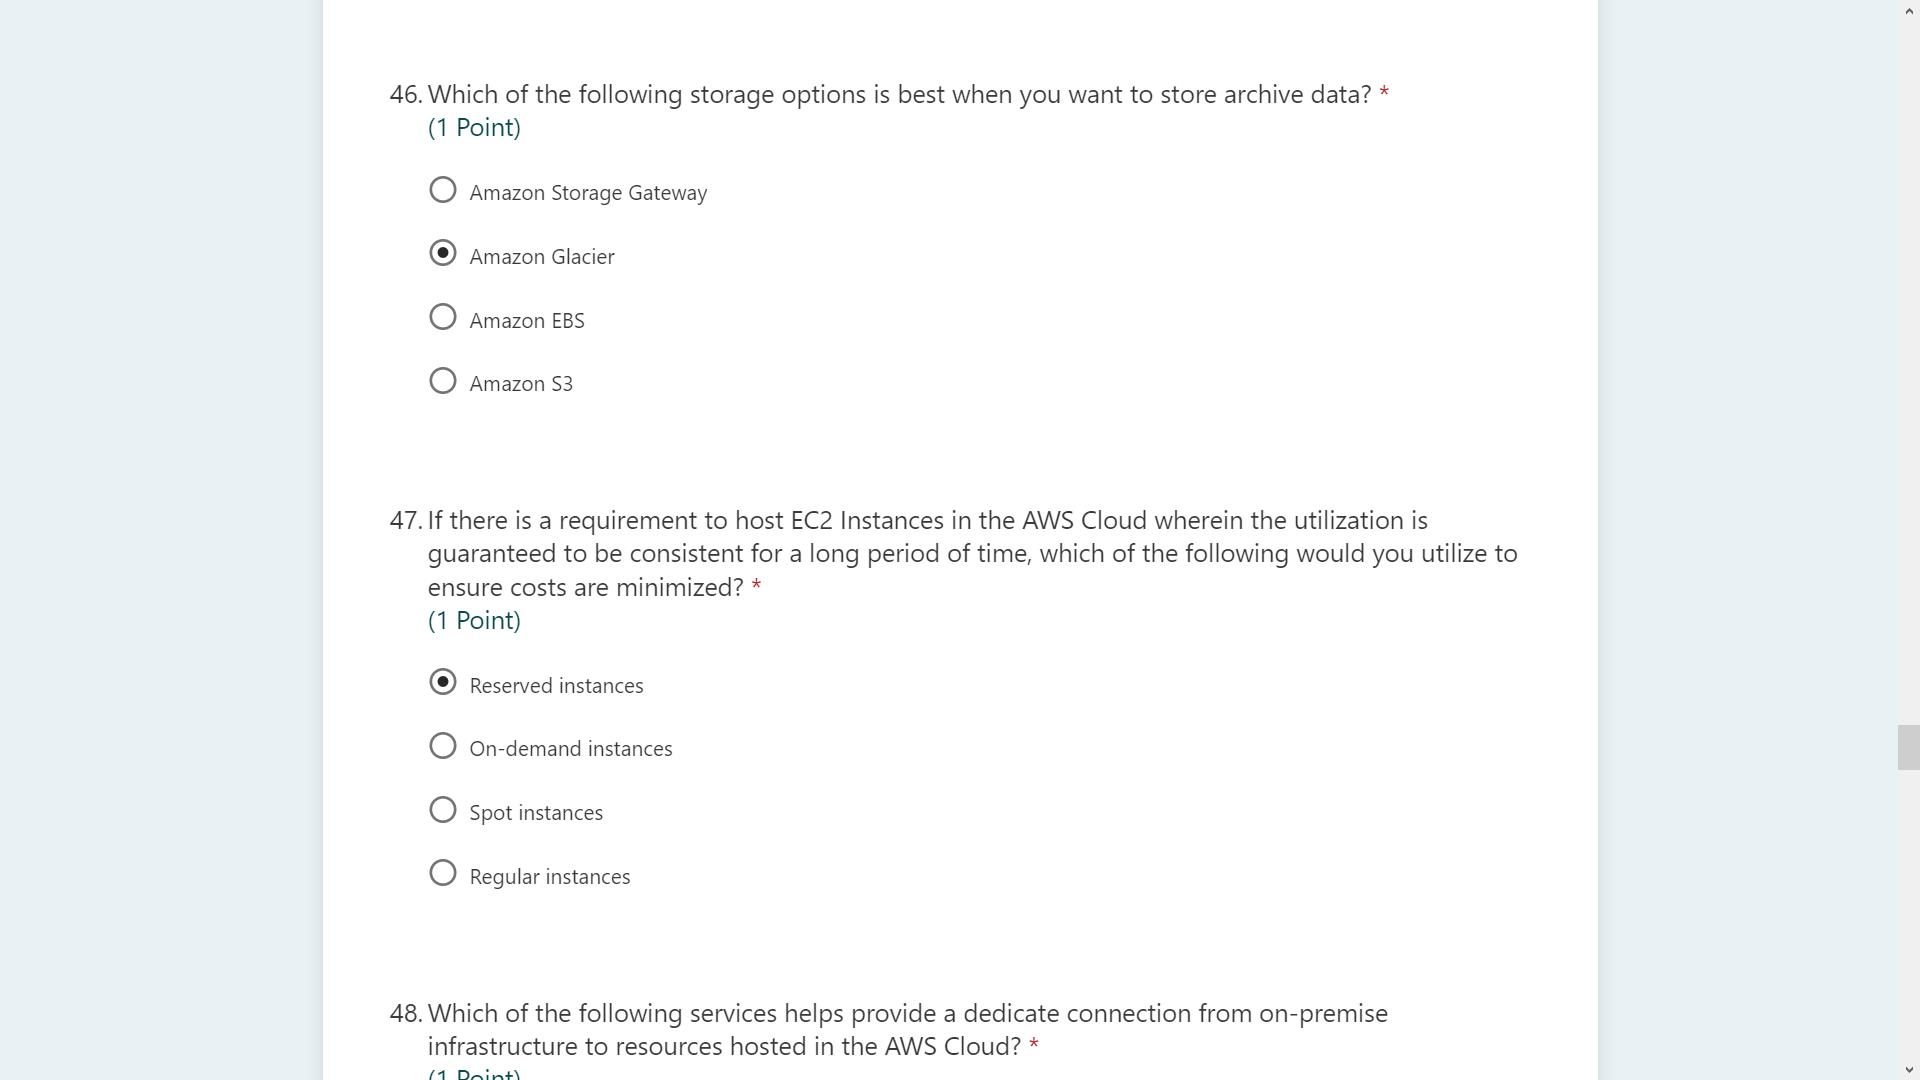 46. Which of the following storage options is best when you want to store archive data? *
(1 Point)
Amazon Storage Gateway
Amazon Glacier
Amazon EBS
Amazon S3
47. If there is a requirement to host EC2 Instances in the AWS Cloud wherein the utilization is
guaranteed to be consistent for a long period of time, which of the following would you utilize to
ensure costs are minimized? *
(1 Point)
Reserved instances
On-demand instances
Spot instances
Regular instances
48. Which of the following services helps provide a dedicate connection from on-premise
infrastructure to resources hosted in the AWS Cloud? *
(1 Point)